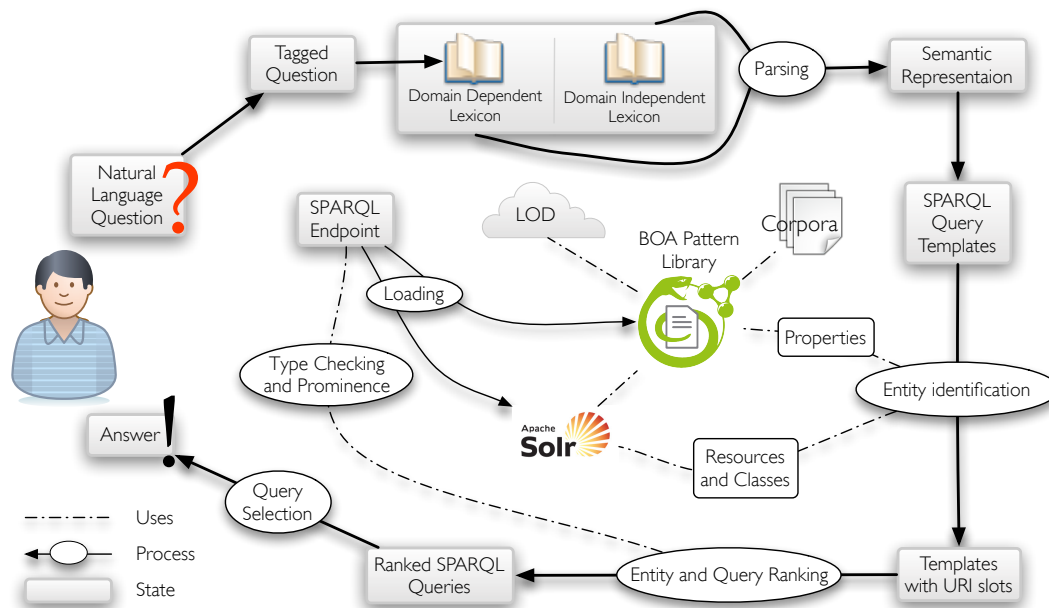 Tagged
Question
Domain Dependent
Lexicon
Domain Independent
Lexicon
Parsing
Semantic
Representaion
Natural
Language
Question
?
SPARQL
Endpoint
LOD
Corpora
BOA Pattern
Library
SPARQL
Query
Templates
Loading
Properties
Type Checking
and Prominence
Entity identification
Answer
!
Apache
Solr
Resources
and Classes
Query
Selection
Uses
Process
State
Ranked SPARQL
Queries
Entity and Query Ranking
Templates
with URI slots